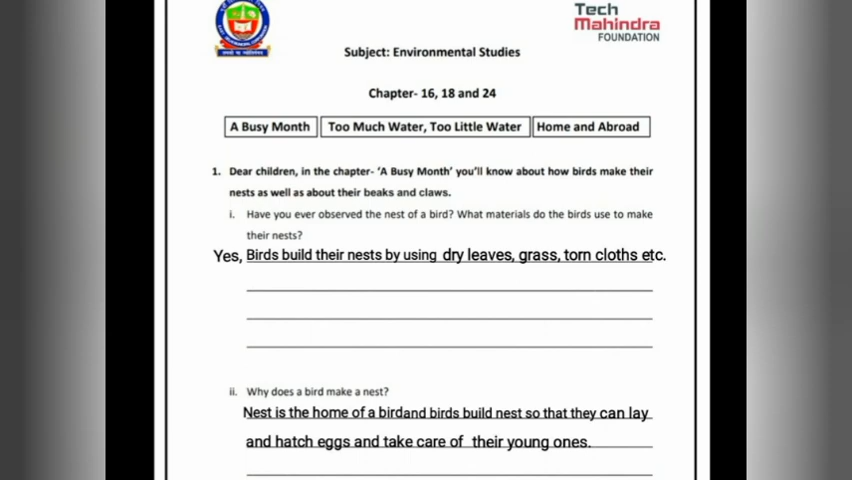 Tech
Mahindra
FOUNDATION
Subject: Environmental Studies
Chapter- 16, 18 and 24
A Busy Month Too Much Water, Too Little Water Home and Abroad
1. Dear children, in the chapter- ‘A Busy Month’ you’ll know about how birds make their
nests as well as about their beaks and claws.
i. Have you ever observed the nest of a bird? What materials do the birds use to make
their nests?
Yes, Birds build their nests by using dry leaves, grass, torn cloths etc.
ii. Why does a bird make a nest?
Nest is the home of a birdand birds build nest so that they can lay
and hatch eggs and take care of their young ones.